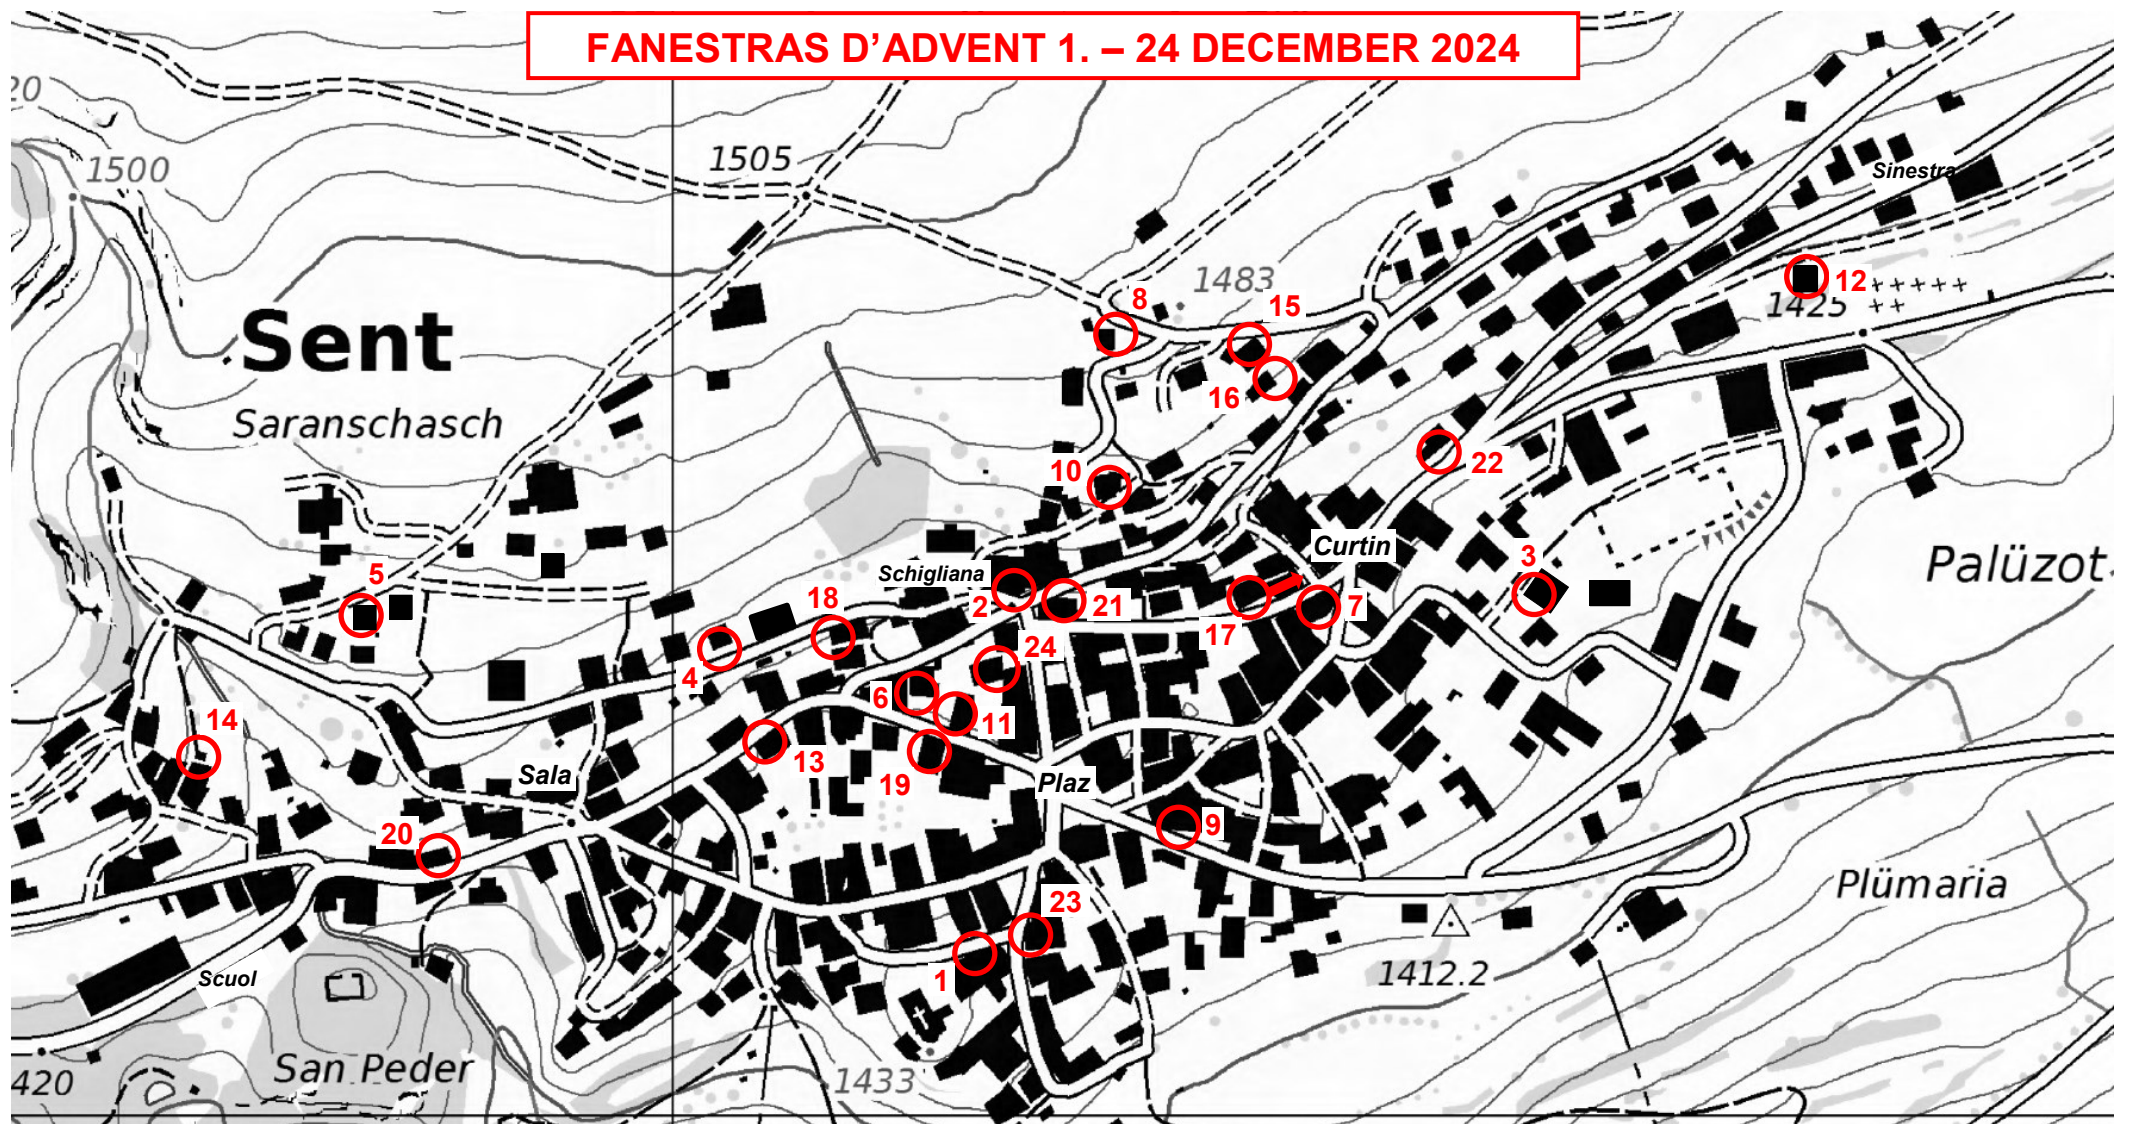 FANESTRAS D’ADVENT 1. – 24 DECEMBER 2024
20
1500
1505
Sinestra
1483
8
15
12
1425
Sent
Saranschasch
16
10
22
Curtin
3
Palüzot
5
Schigliana
18
2
21
7
17
4
24
6
14
11
13
Sala
19
Plaz
20
9
Plümaria
23
1
1412.2
Scuol
San Peder
1433
420